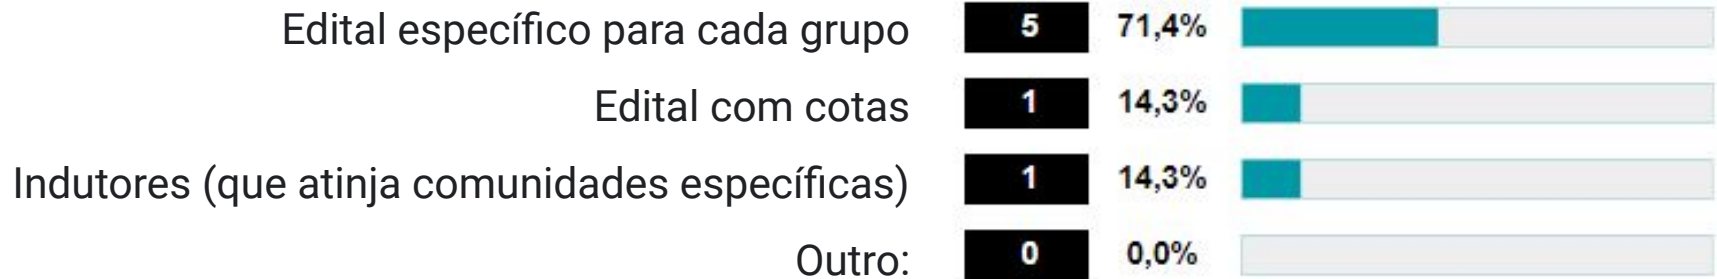 Edital específico para cada grupo 5 71,4%
Edital com cotas 1 14,3%
Indutores (que atinja comunidades específicas) 1 14,3%
Outro: 0 0,0%